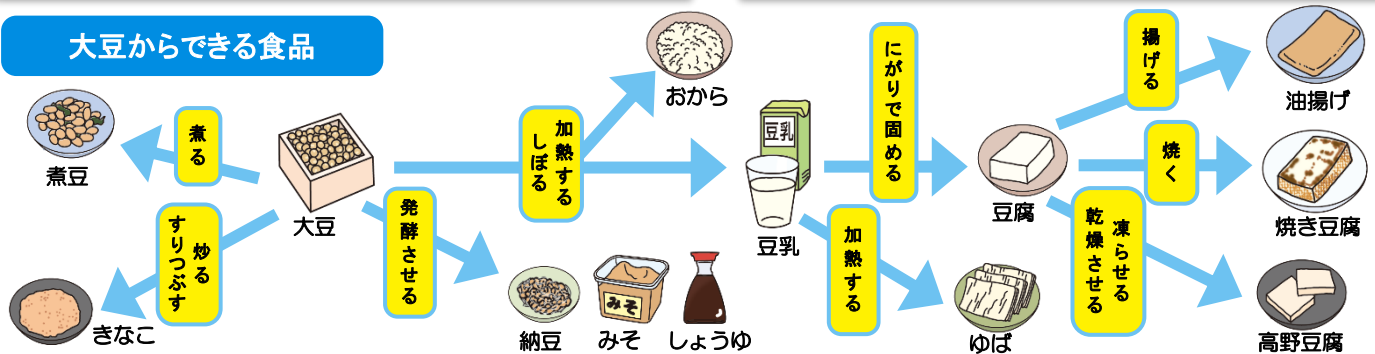 大豆からできる食品
煮豆
煮る
大豆
炒る
すりつぶす
きなこ
発酵させる
納豆
みそ
みそ
しょうゆ
加熱する
しぼる
おから
豆乳
豆乳
にがりで固める
加熱する
ゆば
豆腐
揚げる
油揚げ
焼く
焼き豆腐
凍らせる
乾燥させる
高野豆腐